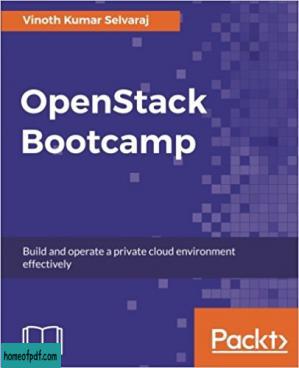 Vinoth Kumar Selvaraj
OpenStack
Bootcamp
Build and operate a private cloud environment
effectively
Packt>
homeofpdf.com